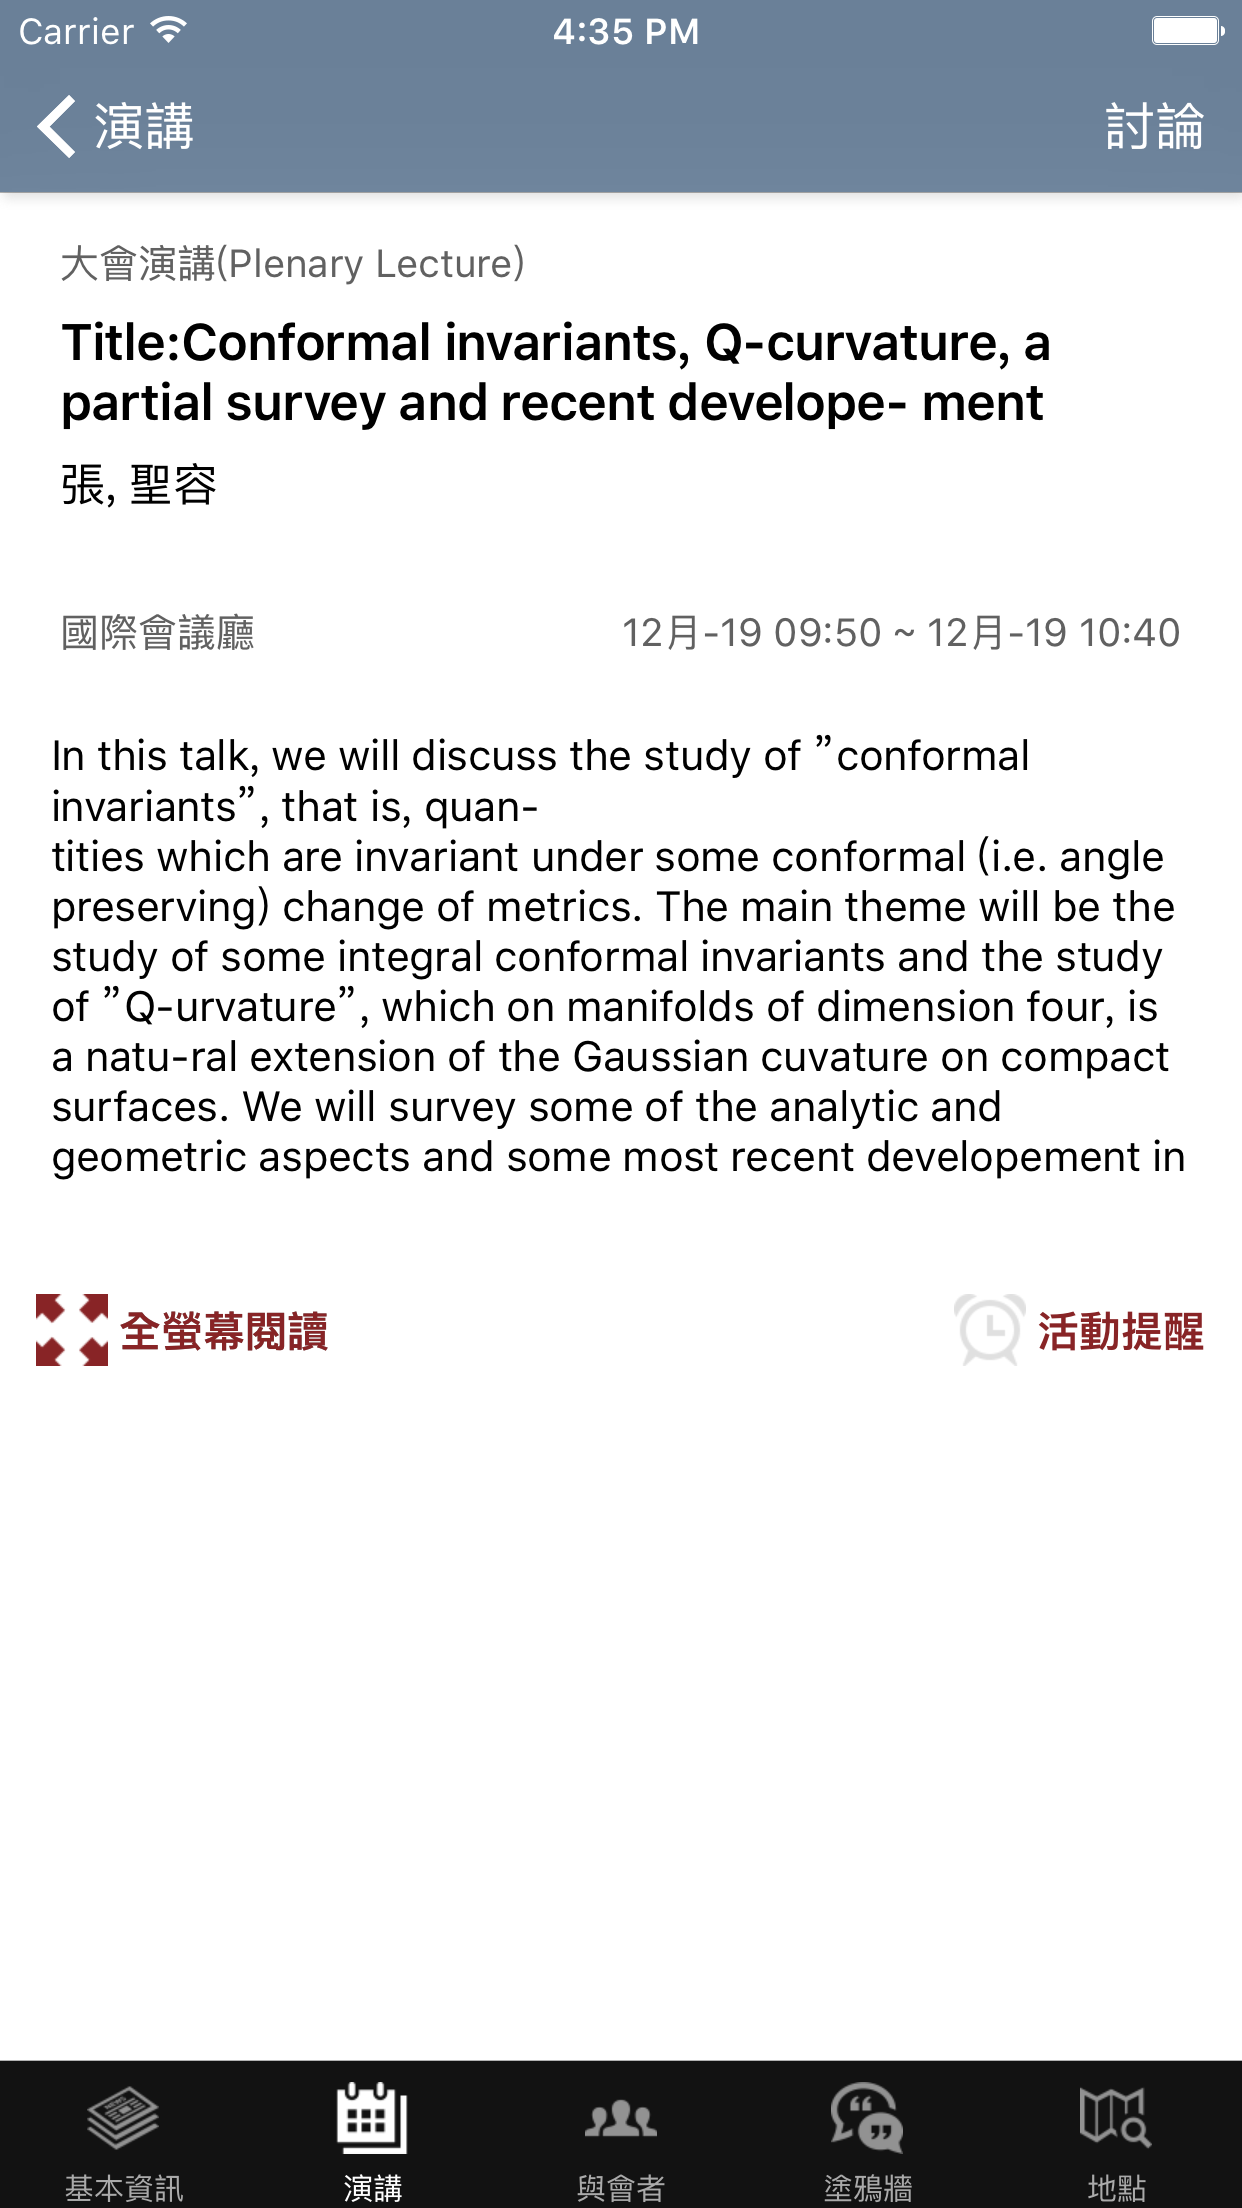 Carrier 4:35 PM
演講 討論
大會演講(Plenary Lecture)
Title:Conformal invariants, Q-curvature, a
partial survey and recent develope- ment
張, 聖容
國際會議廳 12月-19 09:50 ~ 12月-19 10:40
In this talk, we will discuss the study of ”conformal
invariants”, that is, quan-
tities which are invariant under some conformal (i.e. angle
preserving) change of metrics. The main theme will be the
study of some integral conformal invariants and the study
of ”Q-urvature”, which on manifolds of dimension four, is
a natu-ral extension of the Gaussian cuvature on compact
surfaces. We will survey some of the analytic and
geometric aspects and some most recent developement in
全螢幕閱讀 活動提醒
基本資訊 演講 與會者 塗鴉牆 地點